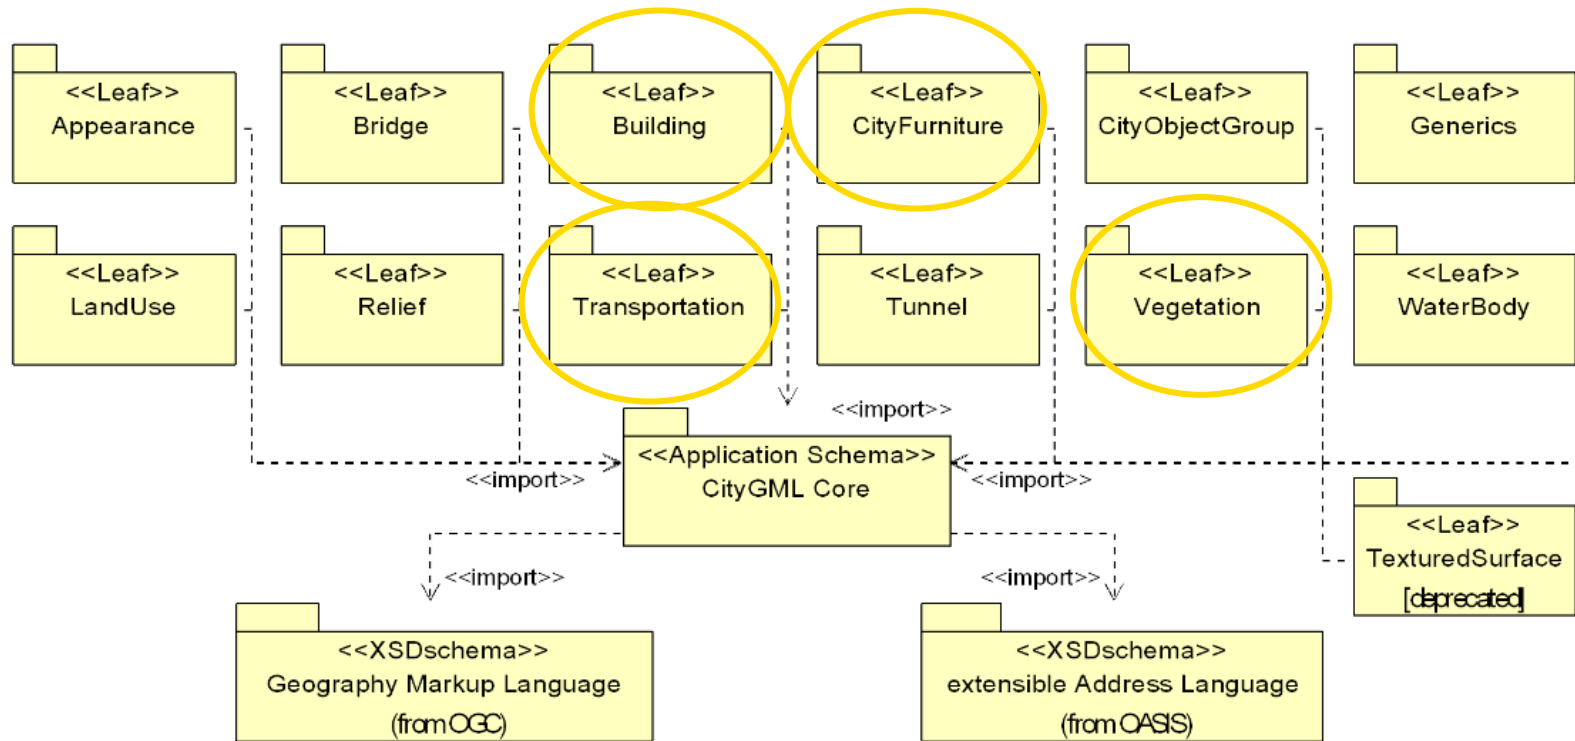 <<Leaf>>
Appearance
<<Leaf>>
Bridge
<<Leaf>>
Building
<<Leaf>>
CityFurniture
<<Leaf>>
CityObjectGroup
<<Leaf>>
Generics
<<Leaf>>
LandUse
<<Leaf>>
Relief
<<Leaf>>
Transportation
<<Leaf>>
Tunnel
<<Leaf>>
Vegetation
<<Leaf>>
WaterBody
<<import>>
<<Application Schema>>
CityGML Core
<<import>>
<<import>>
<<Leaf>>
TexturedSurface
[deprecated]
<<import>>
<<import>>
<<XSDschema>>
Geography Markup Language
(from OGC)
<<XSDschema>>
extensible Address Language
(from OASIS)